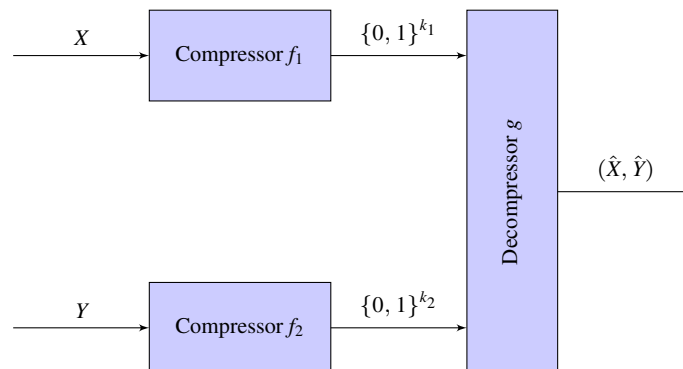 X
Compressor f₁
{0, 1}^{k₁}
Decompressor g
(X̂, Ŷ)
Y
Compressor f₂
{0, 1}^{k₂}